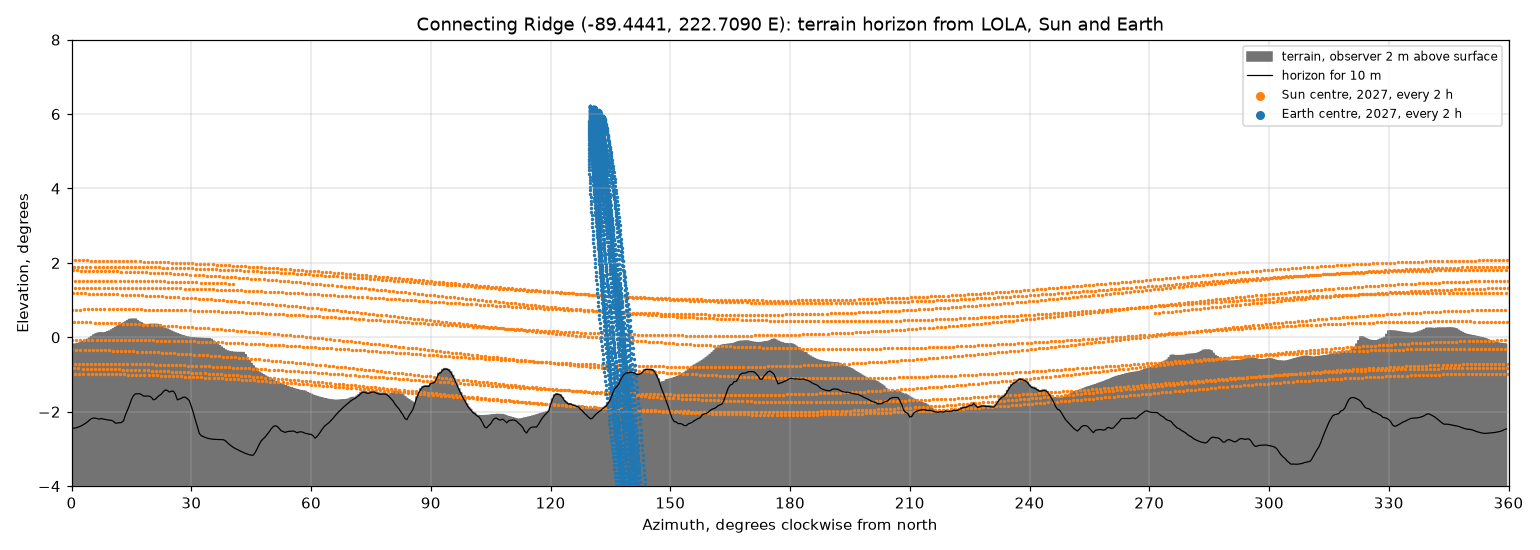 Connecting Ridge (-89.4441, 222.7090 E): terrain horizon from LOLA, Sun and Earth
8
6
4
2
0
−2
−4
Elevation, degrees
terrain, observer 2 m above surface
horizon for 10 m
Sun centre, 2027, every 2 h
Earth centre, 2027, every 2 h
0 30 60 90 120 150 180 210 240 270 300 330 360
Azimuth, degrees clockwise from north